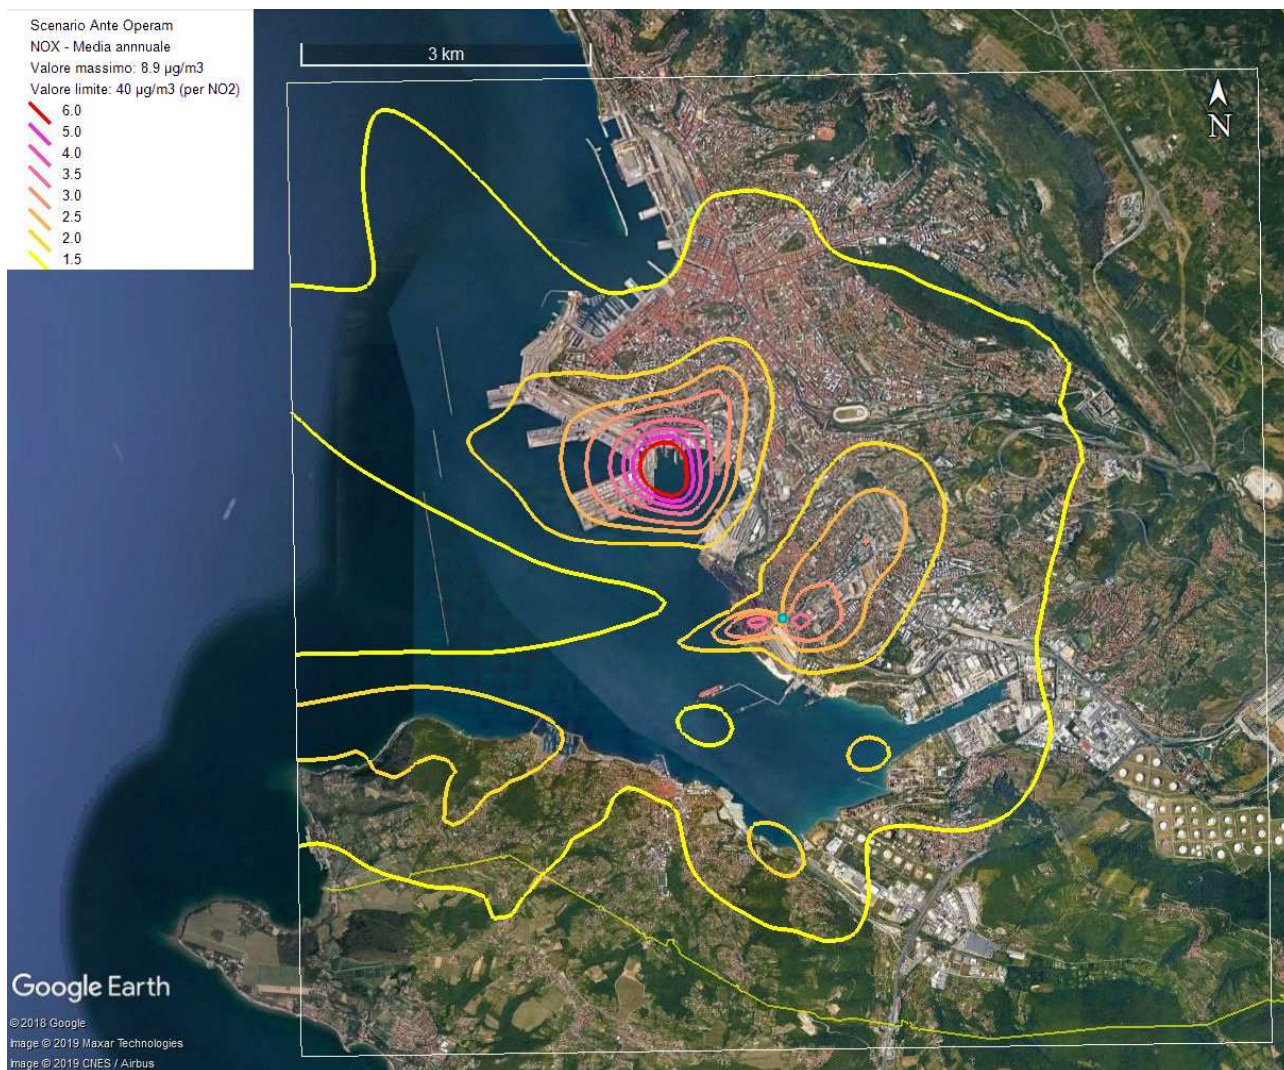 Scenario Ante Operam
NOX - Media annnuale
Valore massimo: 8.9 µg/m3
Valore limite: 40 µg/m3 (per NO2)
6.0
5.0
4.0
3.5
3.0
2.5
2.0
1.5
3 km
N
Google Earth
© 2018 Google
Image © 2019 Maxar Technologies
Image © 2019 CNES / Airbus